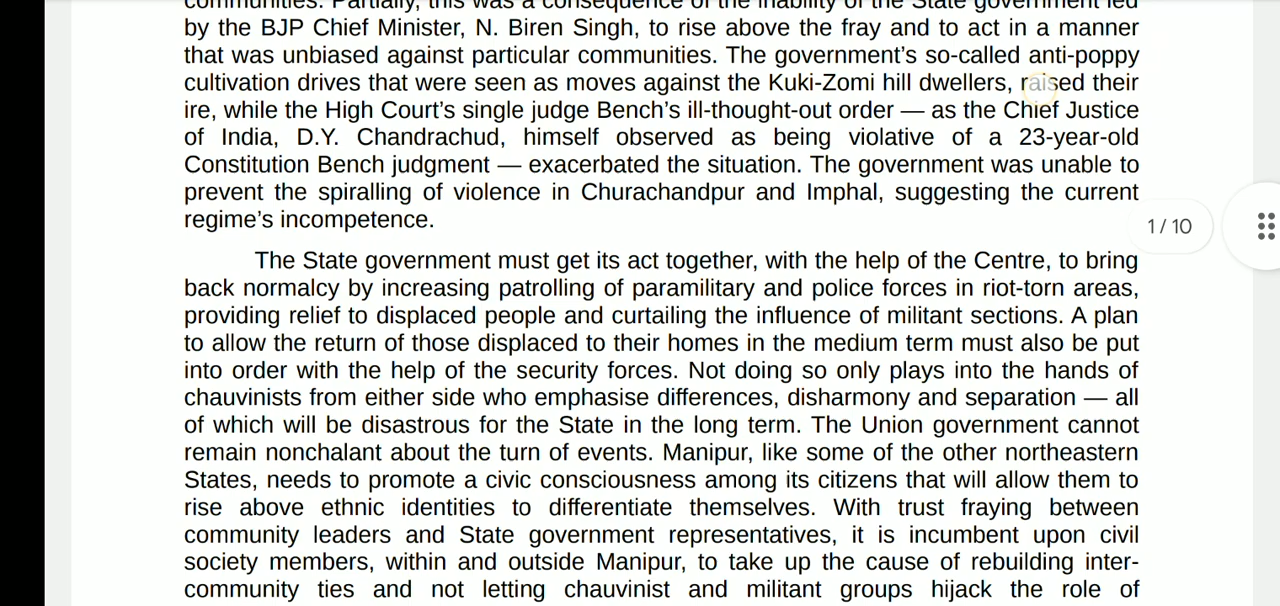 communities. Partially, this was a consequence of the inability of the State government led
by the BJP Chief Minister, N. Biren Singh, to rise above the fray and to act in a manner
that was unbiased against particular communities. The government’s so-called anti-poppy
cultivation drives that were seen as moves against the Kuki-Zomi hill dwellers, raised their
ire, while the High Court’s single judge Bench’s ill-thought-out order — as the Chief Justice
of India, D.Y. Chandrachud, himself observed as being violative of a 23-year-old
Constitution Bench judgment — exacerbated the situation. The government was unable to
prevent the spiralling of violence in Churachandpur and Imphal, suggesting the current
regime’s incompetence.
1 / 10
The State government must get its act together, with the help of the Centre, to bring
back normalcy by increasing patrolling of paramilitary and police forces in riot-torn areas,
providing relief to displaced people and curtailing the influence of militant sections. A plan
to allow the return of those displaced to their homes in the medium term must also be put
into order with the help of the security forces. Not doing so only plays into the hands of
chauvinists from either side who emphasise differences, disharmony and separation — all
of which will be disastrous for the State in the long term. The Union government cannot
remain nonchalant about the turn of events. Manipur, like some of the other northeastern
States, needs to promote a civic consciousness among its citizens that will allow them to
rise above ethnic identities to differentiate themselves. With trust fraying between
community leaders and State government representatives, it is incumbent upon civil
society members, within and outside Manipur, to take up the cause of rebuilding inter-
community ties and not letting chauvinist and militant groups hijack the role of